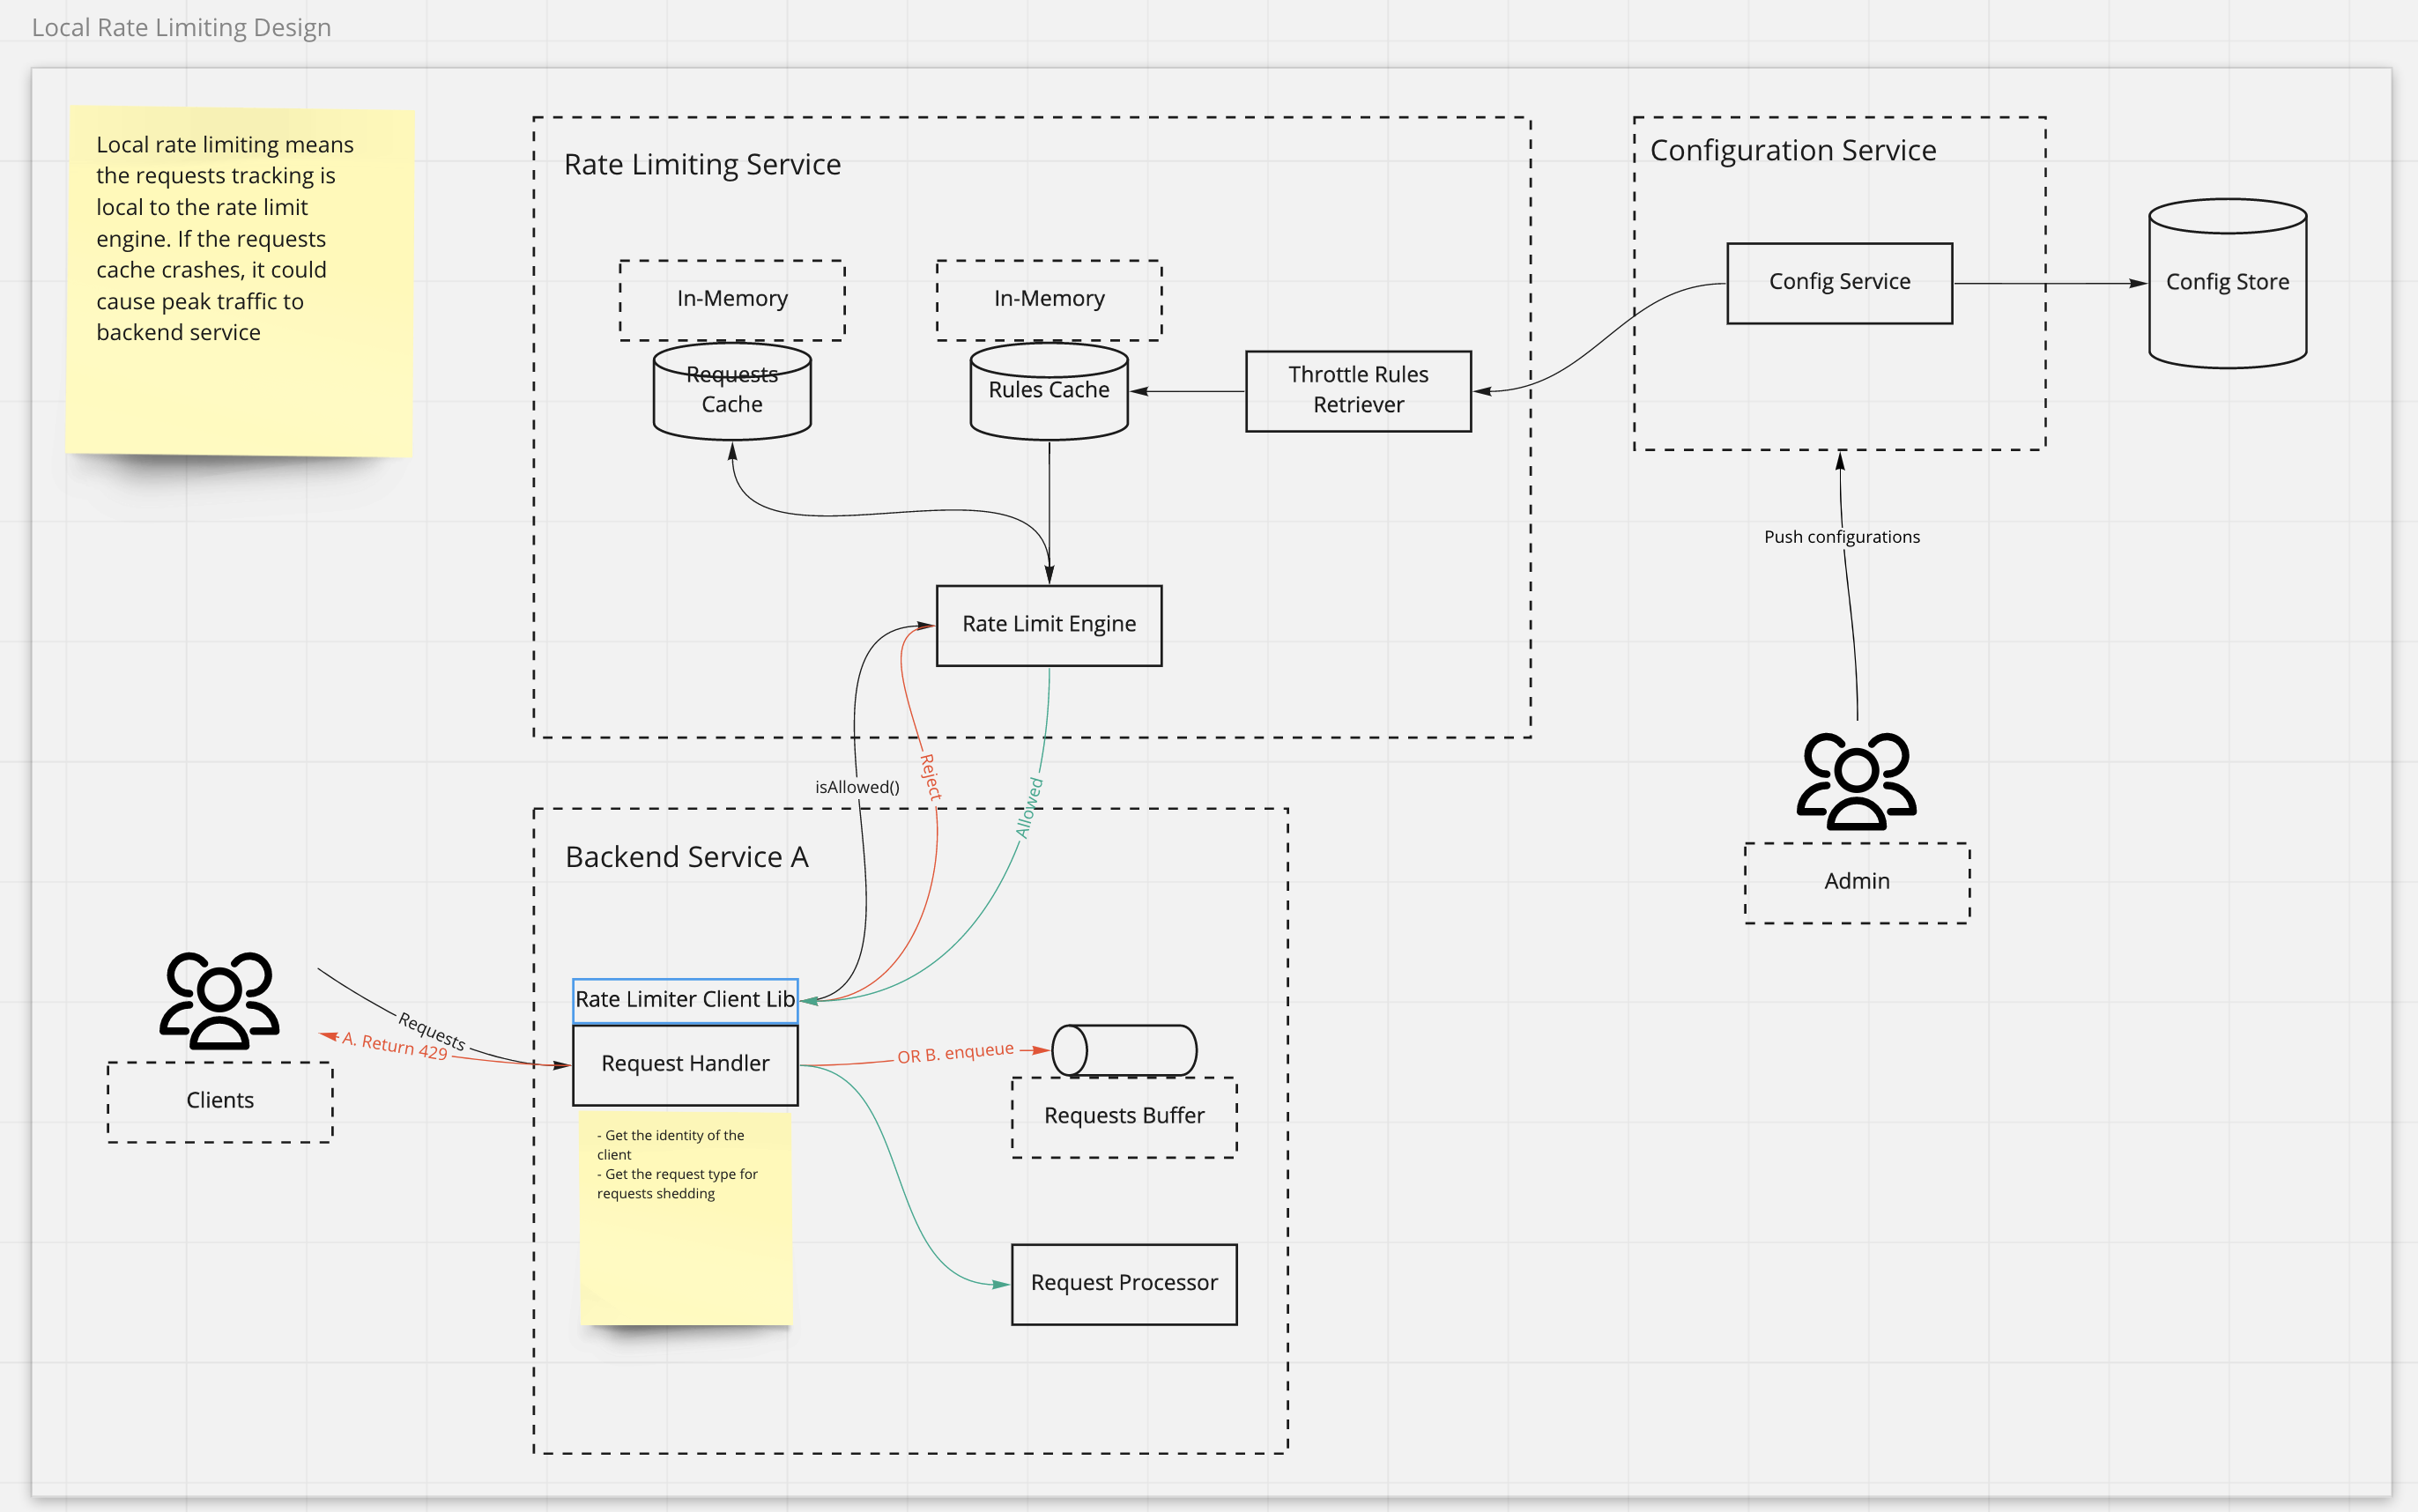 Local Rate Limiting Design
Local rate limiting means
the requests tracking is
local to the rate limit
engine. If the requests
cache crashes, it could
cause peak traffic to
backend service
Rate Limiting Service
In-Memory
Requests
Cache
In-Memory
Rules Cache
Throttle Rules
Retriever
Rate Limit Engine
Configuration Service
Config Service
Config Store
Push configurations
Admin
isAllowed()
Reject
Allowed
Backend Service A
Rate Limiter Client Lib
Request Handler
Requests
A. Return 429
Clients
OR B. enqueue
Requests Buffer
- Get the identity of the
client
- Get the request type for
requests shedding
Request Processor